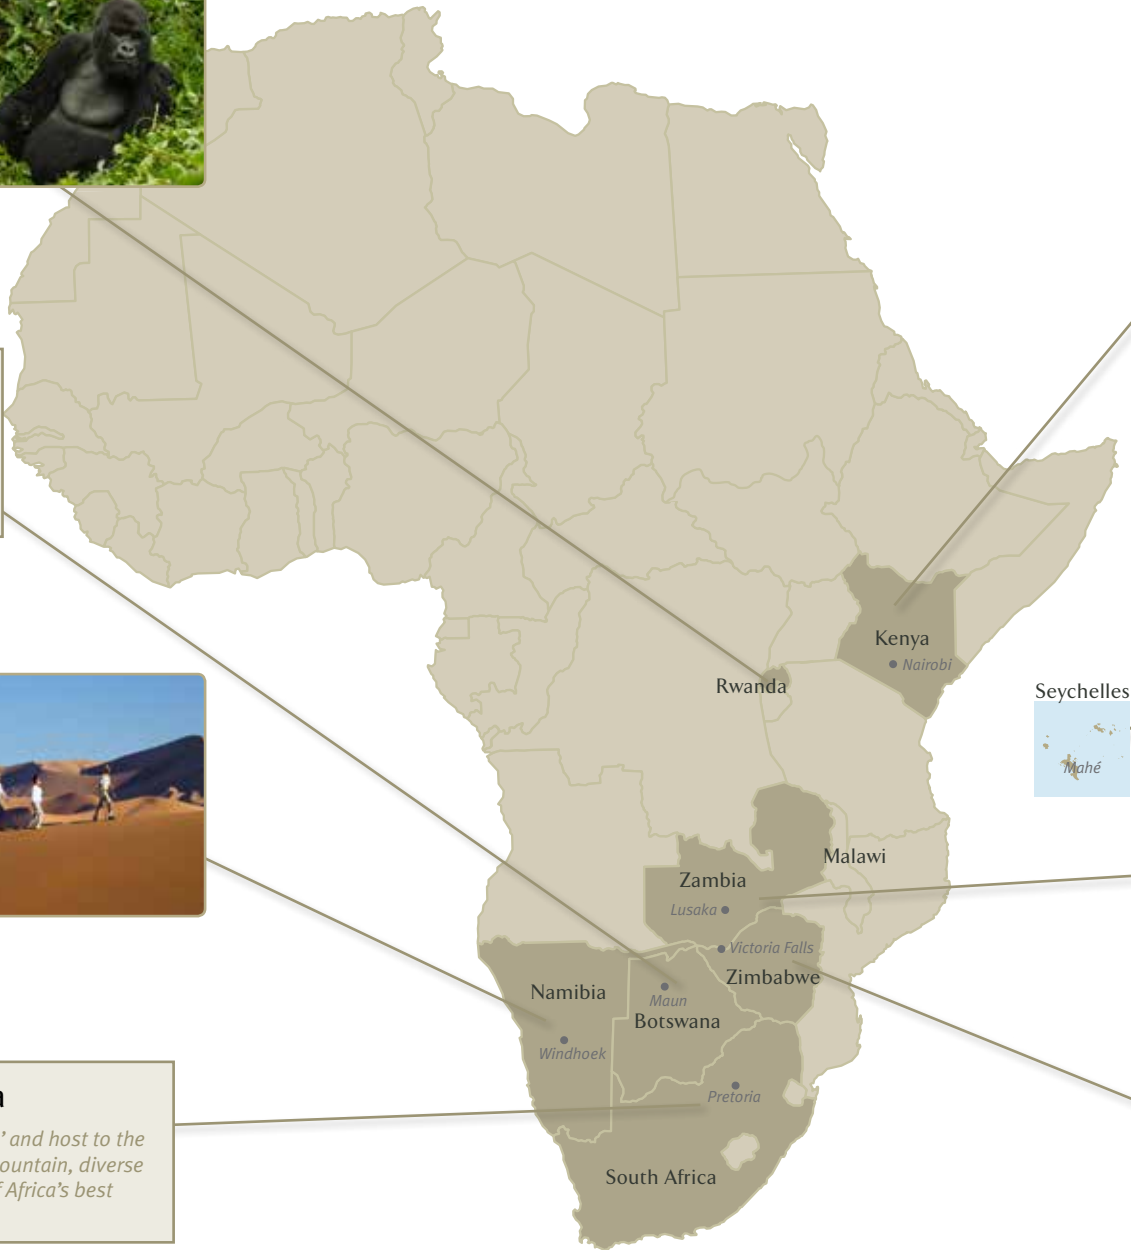 Kenya
Nairobi
Rwanda
Seychelles
Mahé
Malawi
Zambia
Lusaka
Victoria Falls
Zimbabwe
Namibia
Maun
Botswana
Windhoek
Pretoria
a
’ and host to the
ountain, diverse
f Africa’s best
South Africa